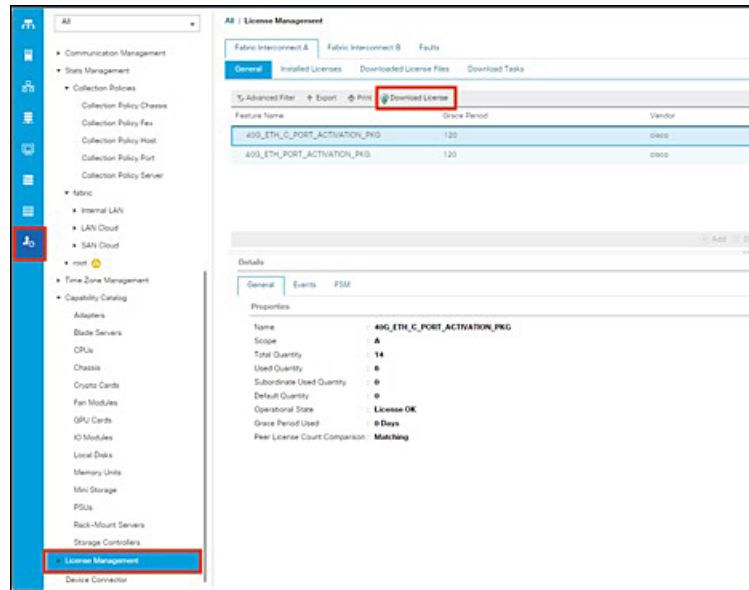 All
Communication Management
Stats Management
Collection Policies
Collection Policy Chassis
Collection Policy Fex
Collection Policy Host
Collection Policy Port
Collection Policy Server
fabric
Internal LAN
LAN Cloud
SAN Cloud
root
Time Zone Management
Capability Catalog
Adapters
Blade Servers
CPUs
Chassis
Crypto Cards
Fan Modules
GPU Cards
IO Modules
Local Disks
Memory Units
Mini Storage
PSUs
Rack-Mount Servers
Storage Controllers
License Management
Device Connector
All / License Management
Fabric Interconnect A Fabric Interconnect B Faults
General Installed Licenses Downloaded License Files Download Tasks
Advanced Filter Export Print Download License
Feature Name Grace Period Vendor
40G_ETH_C_PORT_ACTIVATION_PKG 120 cisco
40G_ETH_PORT_ACTIVATION_PKG 120 cisco
Add
Details
General Events FSM
Properties
Name : 40G_ETH_C_PORT_ACTIVATION_PKG
Scope : A
Total Quantity : 14
Used Quantity : 6
Subordinate Used Quantity : 0
Default Quantity : 0
Operational State : License OK
Grace Period Used : 0 Days
Peer License Count Comparison : Matching